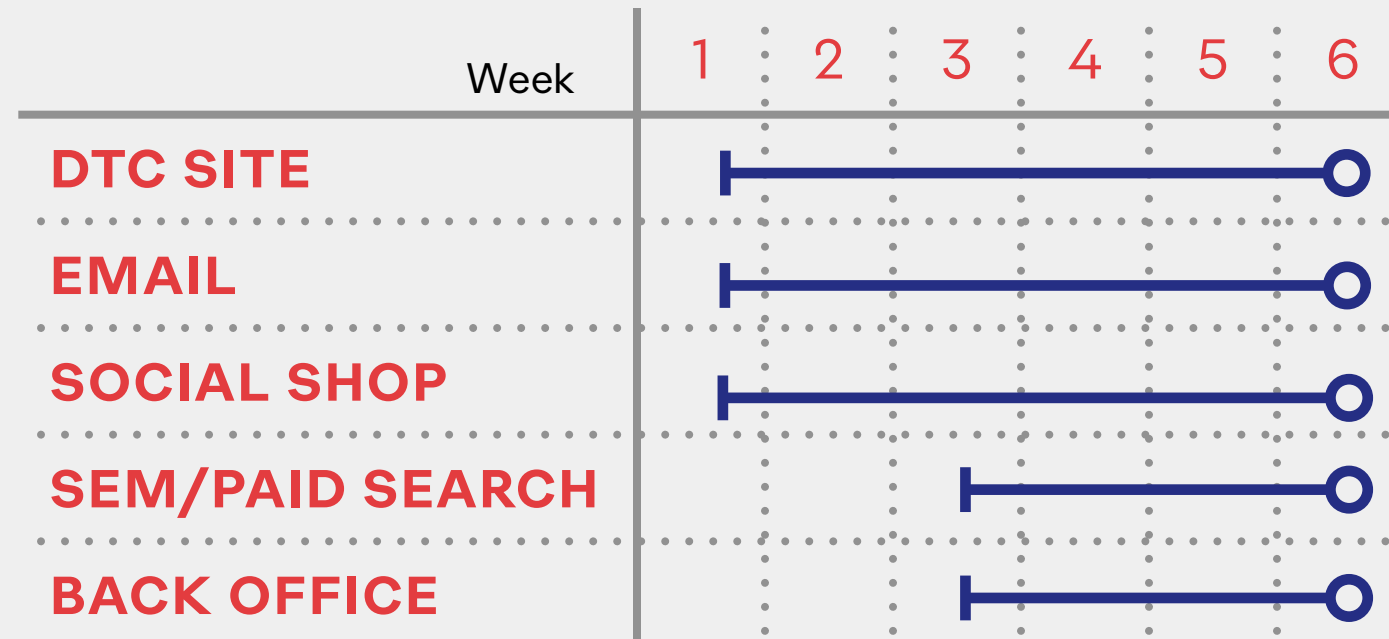 Week 1 2 3 4 5 6
DTC SITE
EMAIL
SOCIAL SHOP
SEM/PAID SEARCH
BACK OFFICE